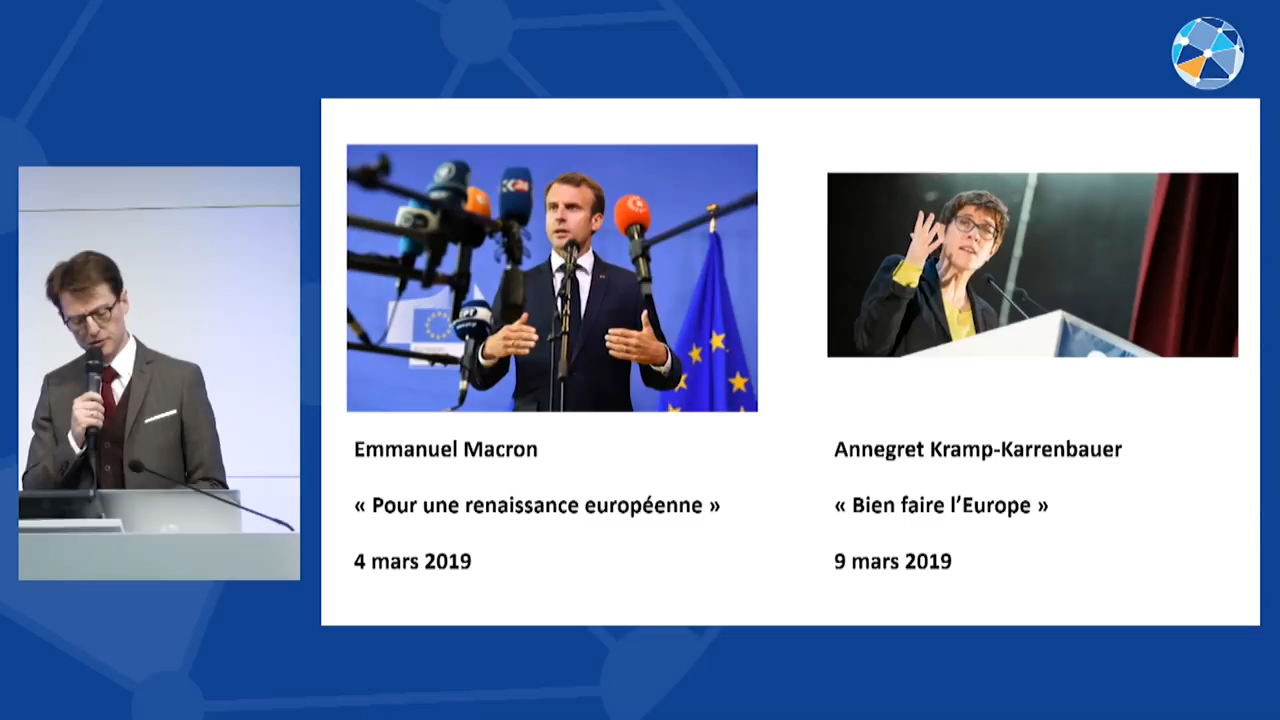 Emmanuel Macron
« Pour une renaissance européenne »
4 mars 2019
Annegret Kramp-Karrenbauer
« Bien faire l’Europe »
9 mars 2019